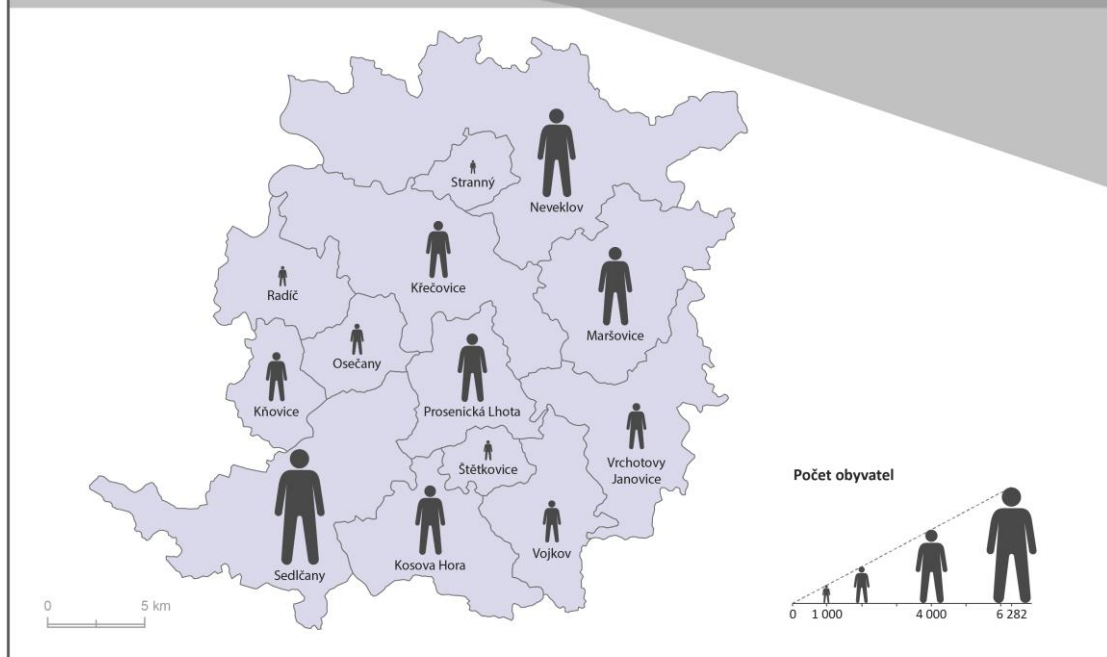 Stranný
Neveklov
Radíč
Křečovice
Maršovice
Osečany
Kňovice
Prosenická Lhota
Štětkovice
Vrchotovy
Janovice
Sedlčany
Kosova Hora
Vojkov
0 5 km
Počet obyvatel
0 1 000 4 000 6 282